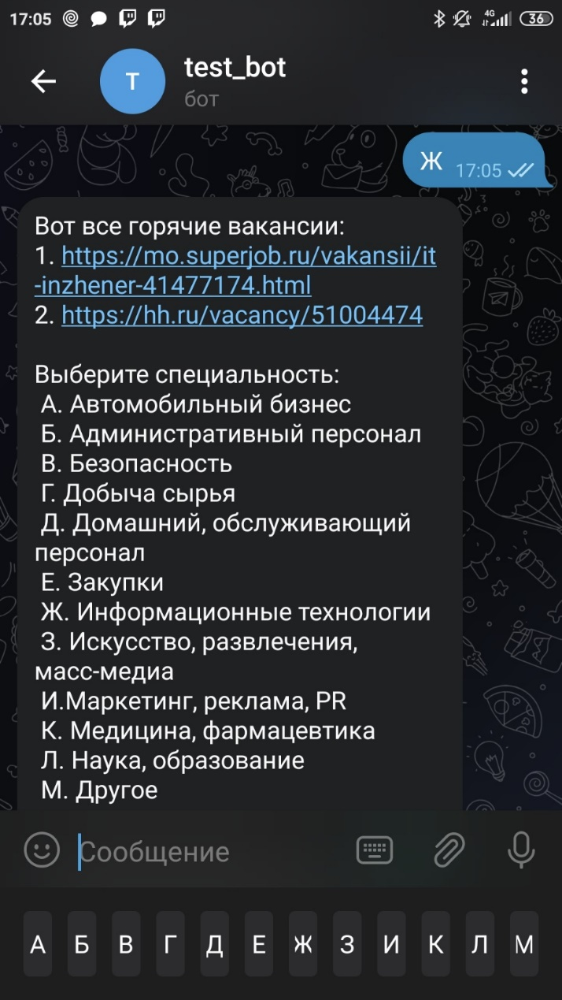 17:05
4G
36
T
test_bot
бот
Ж
17:05
Вот все горячие вакансии:
1. https://mo.superjob.ru/vakansii/it
-inzhener-41477174.html
2. https://hh.ru/vacancy/51004474
Выберите специальность:
А. Автомобильный бизнес
Б. Административный персонал
В. Безопасность
Г. Добыча сырья
Д. Домашний, обслуживающий
персонал
Е. Закупки
Ж. Информационные технологии
З. Искусство, развлечения,
масс-медиа
И.Маркетинг, реклама, PR
К. Медицина, фармацевтика
Л. Наука, образование
М. Другое
Сообщение
А Б В Г Д Е Ж З И К Л М